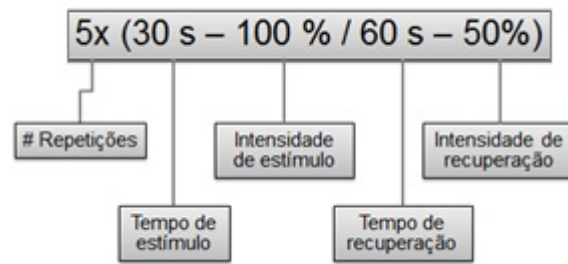 5x (30 s – 100 % / 60 s – 50%)
# Repetições
Intensidade
de estímulo
Intensidade de
recuperação
Tempo de
estímulo
Tempo de
recuperação